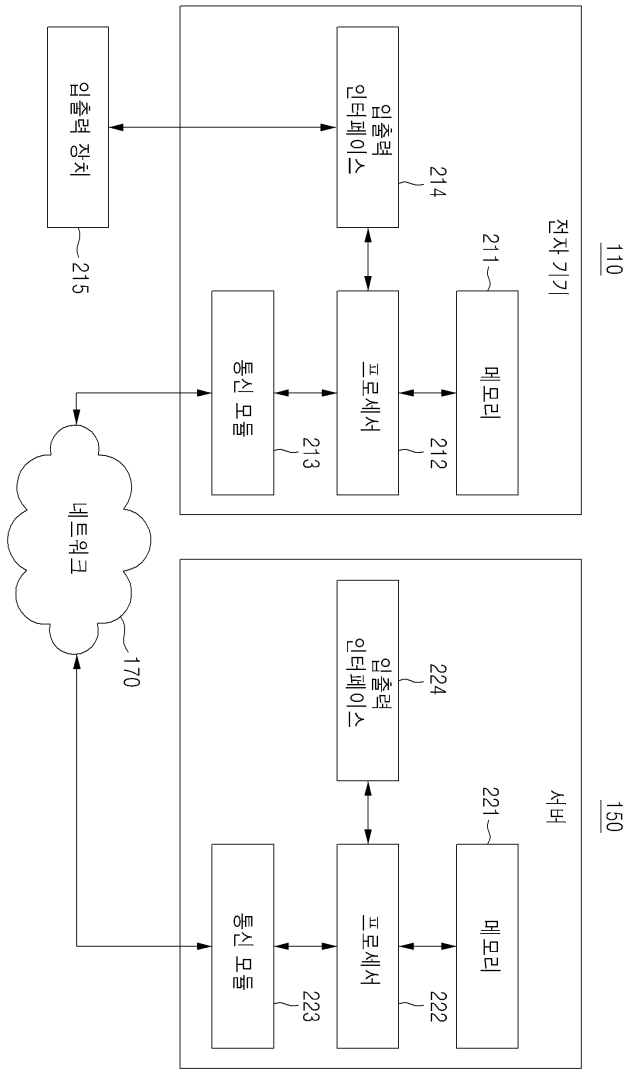 110
전자 기기
211
메모리
214
입출력
인터페이스
212
프로세서
213
통신 모듈
215
입출력 장치
150
서버
221
메모리
224
입출력
인터페이스
222
프로세서
223
통신 모듈
170
네트워크